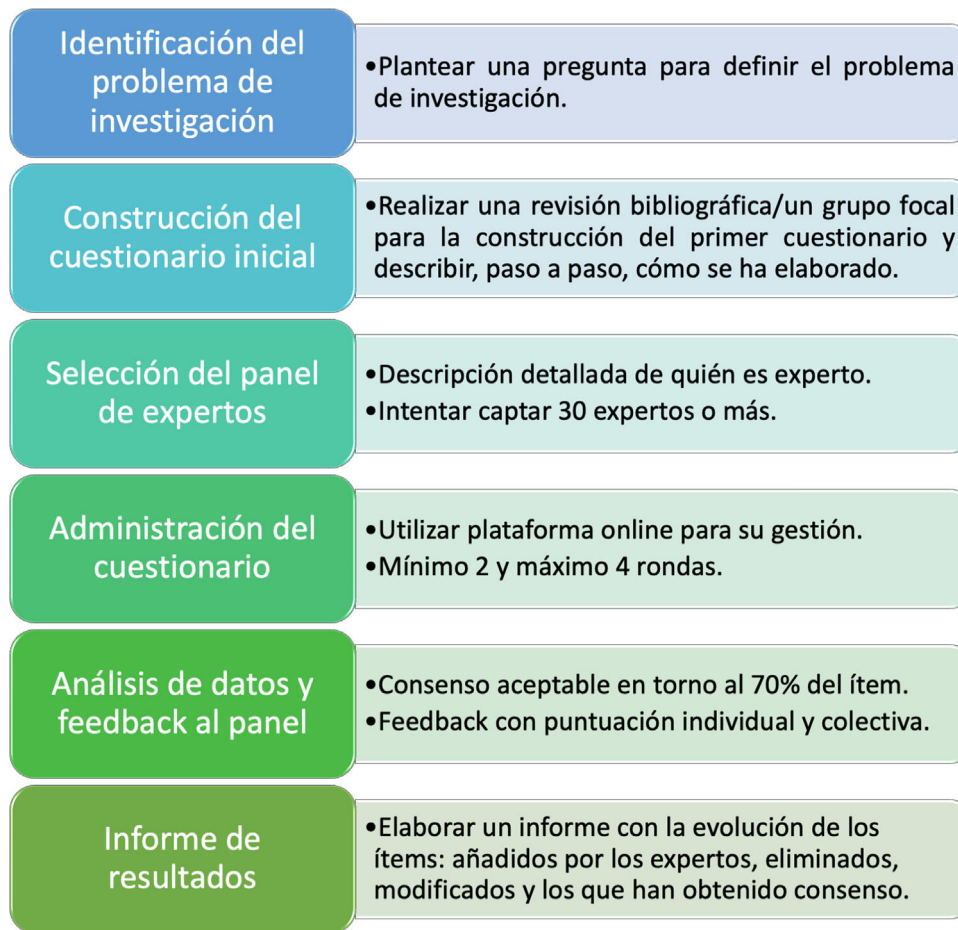 Identificación del
problema de
investigación
•Plantear una pregunta para definir el problema
de investigación.
Construcción del
cuestionario inicial
•Realizar una revisión bibliográfica/un grupo focal
para la construcción del primer cuestionario y
describir, paso a paso, cómo se ha elaborado.
Selección del panel
de expertos
•Descripción detallada de quién es experto.
•Intentar captar 30 expertos o más.
Administración del
cuestionario
•Utilizar plataforma online para su gestión.
•Mínimo 2 y máximo 4 rondas.
Análisis de datos y
feedback al panel
•Consenso aceptable en torno al 70% del ítem.
•Feedback con puntuación individual y colectiva.
Informe de
resultados
•Elaborar un informe con la evolución de los
ítems: añadidos por los expertos, eliminados,
modificados y los que han obtenido consenso.